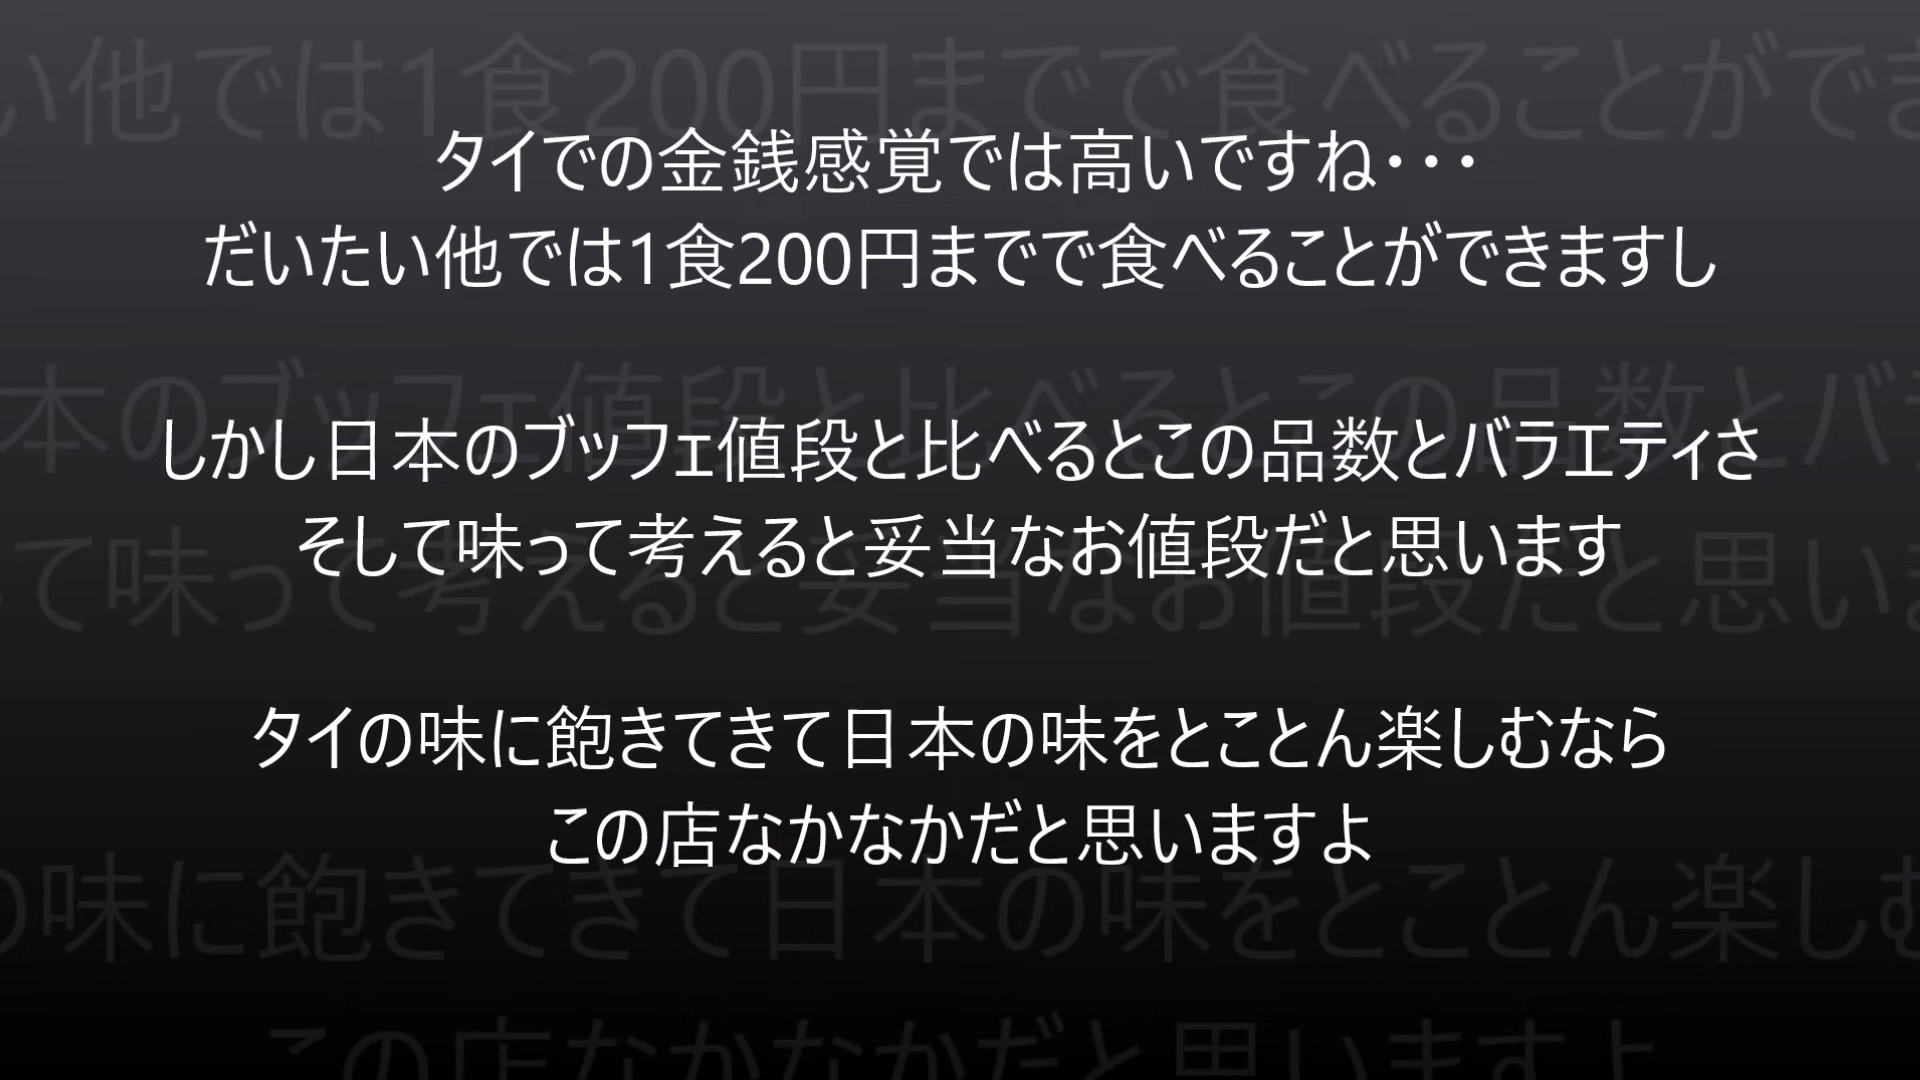 タイでの金銭感覚では高いですね・・・
だいたい他では1食200円までで食べることができますし
しかし日本のブッフェ値段と比べるとこの品数とバラエティさ
そして味って考えると妥当なお値段だと思います
タイの味に飽きてきて日本の味をとことん楽しむなら
この店なかなかだと思いますよ